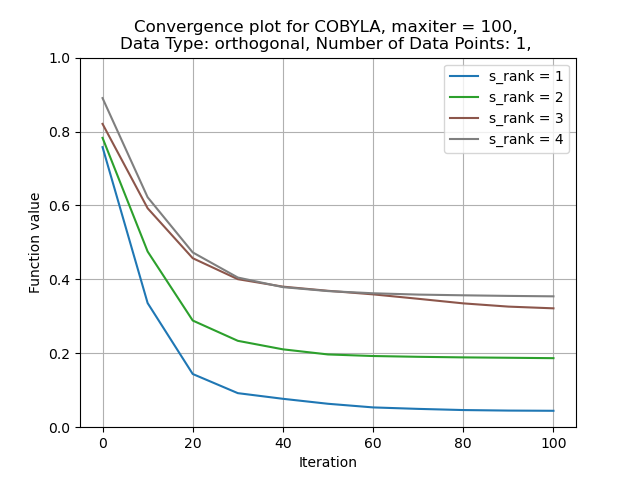 Convergence plot for COBYLA, maxiter = 100,
Data Type: orthogonal, Number of Data Points: 1,
s_rank = 1
s_rank = 2
s_rank = 3
s_rank = 4
Function value
1.0
0.8
0.6
0.4
0.2
0.0
0 20 40 60 80 100
Iteration